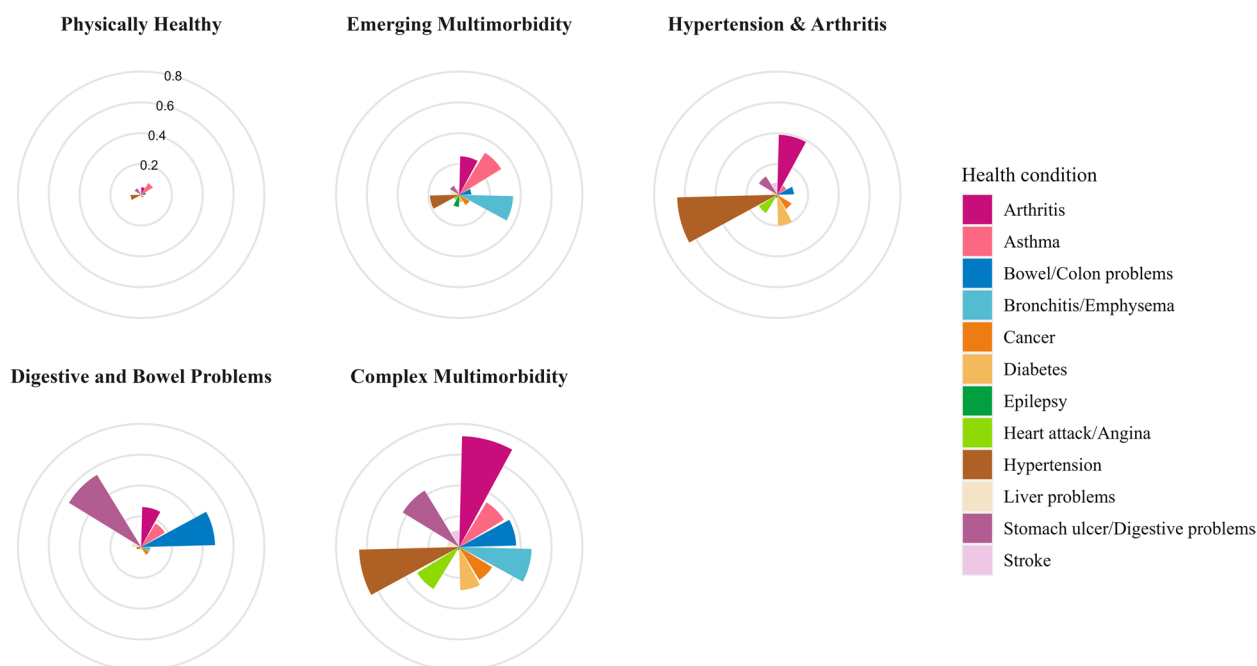 Physically Healthy
Emerging Multimorbidity
Hypertension & Arthritis
0.8
0.6
0.4
0.2
Digestive and Bowel Problems
Complex Multimorbidity
Health condition
Arthritis
Asthma
Bowel/Colon problems
Bronchitis/Emphysema
Cancer
Diabetes
Epilepsy
Heart attack/Angina
Hypertension
Liver problems
Stomach ulcer/Digestive problems
Stroke